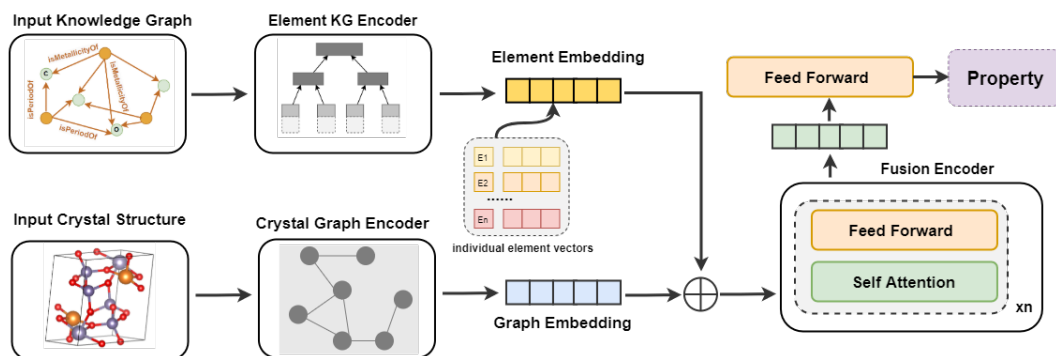 Input Knowledge Graph
isMetallicityOf
C
isMetallicityOf
isPeriodOf
isPeriodOf
O
Element KG Encoder
Element Embedding
E1
E2
......
En
individual element vectors
Feed Forward
Property
Fusion Encoder
Feed Forward
Self Attention
xn
Input Crystal Structure
Crystal Graph Encoder
Graph Embedding